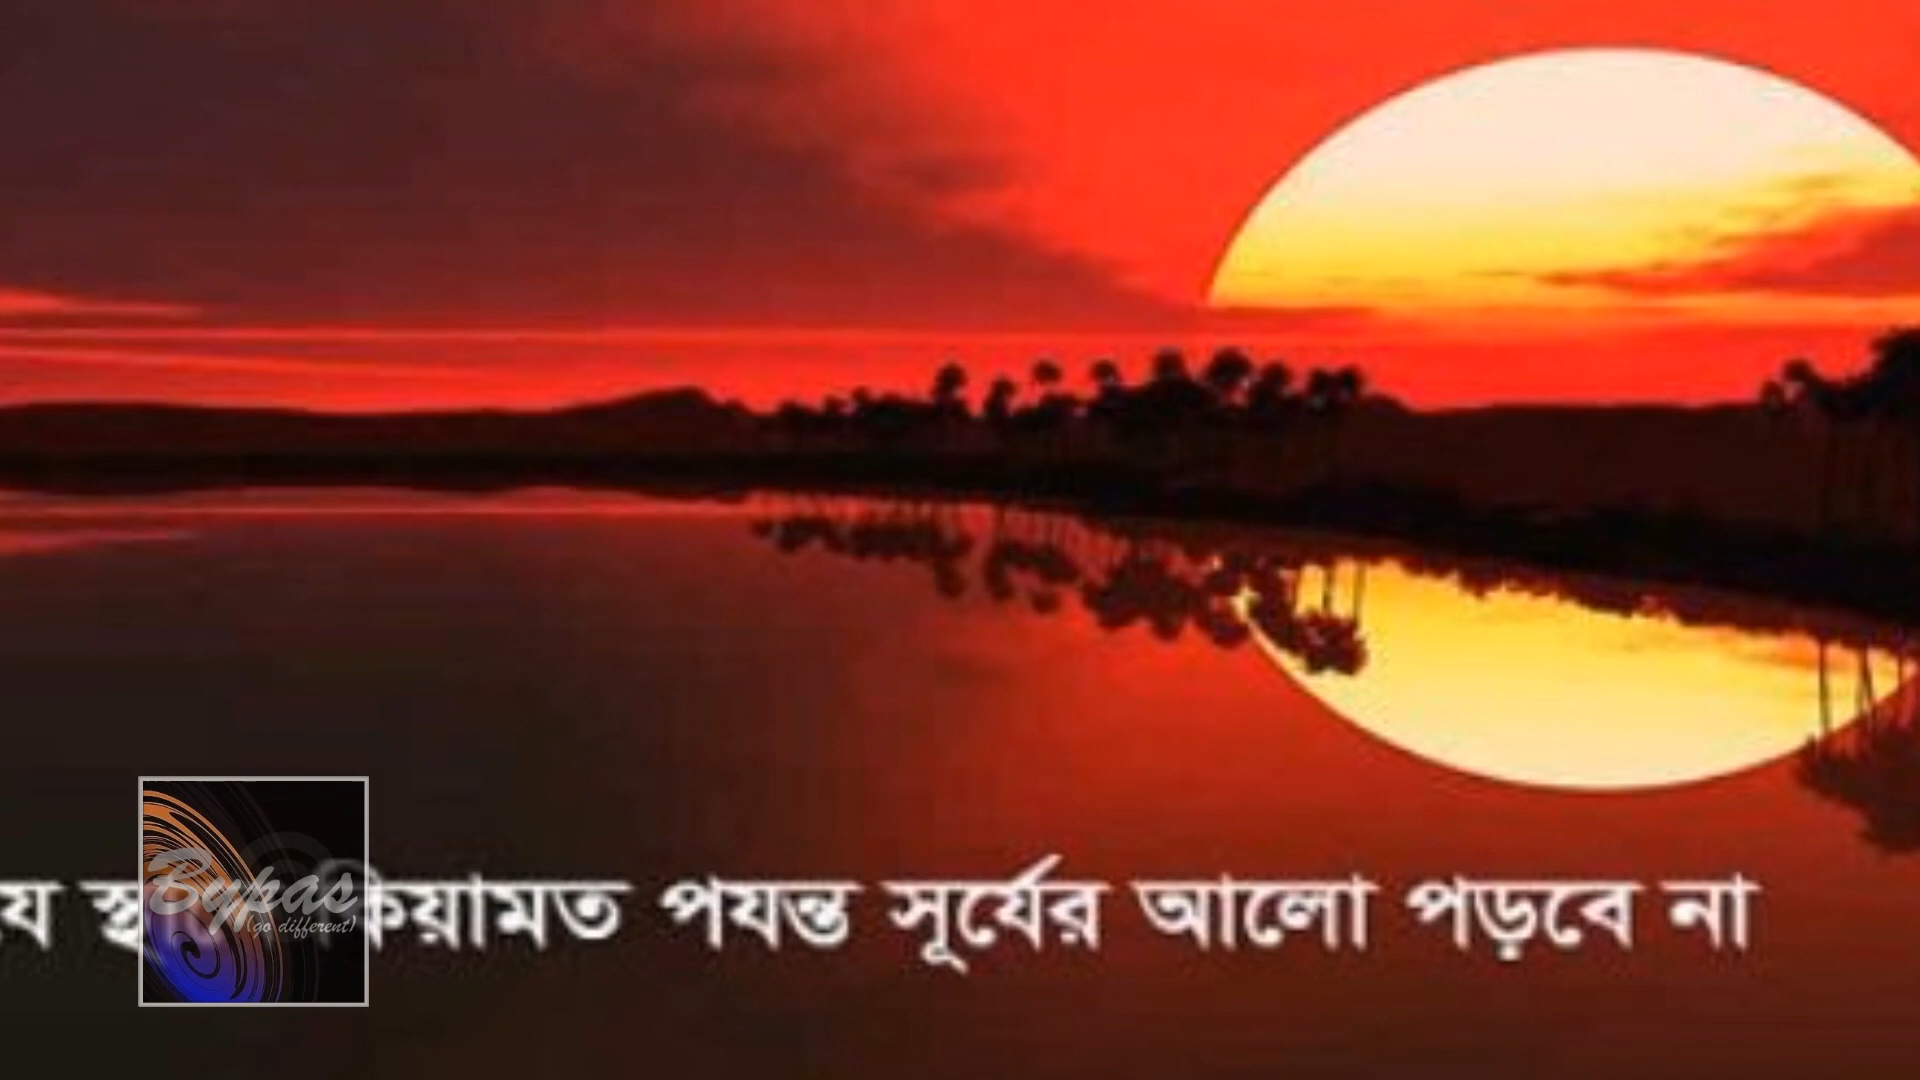 য স্থ কিয়ামত পযন্ত সূর্যের আলো পড়বে না
Bypas
(go different)